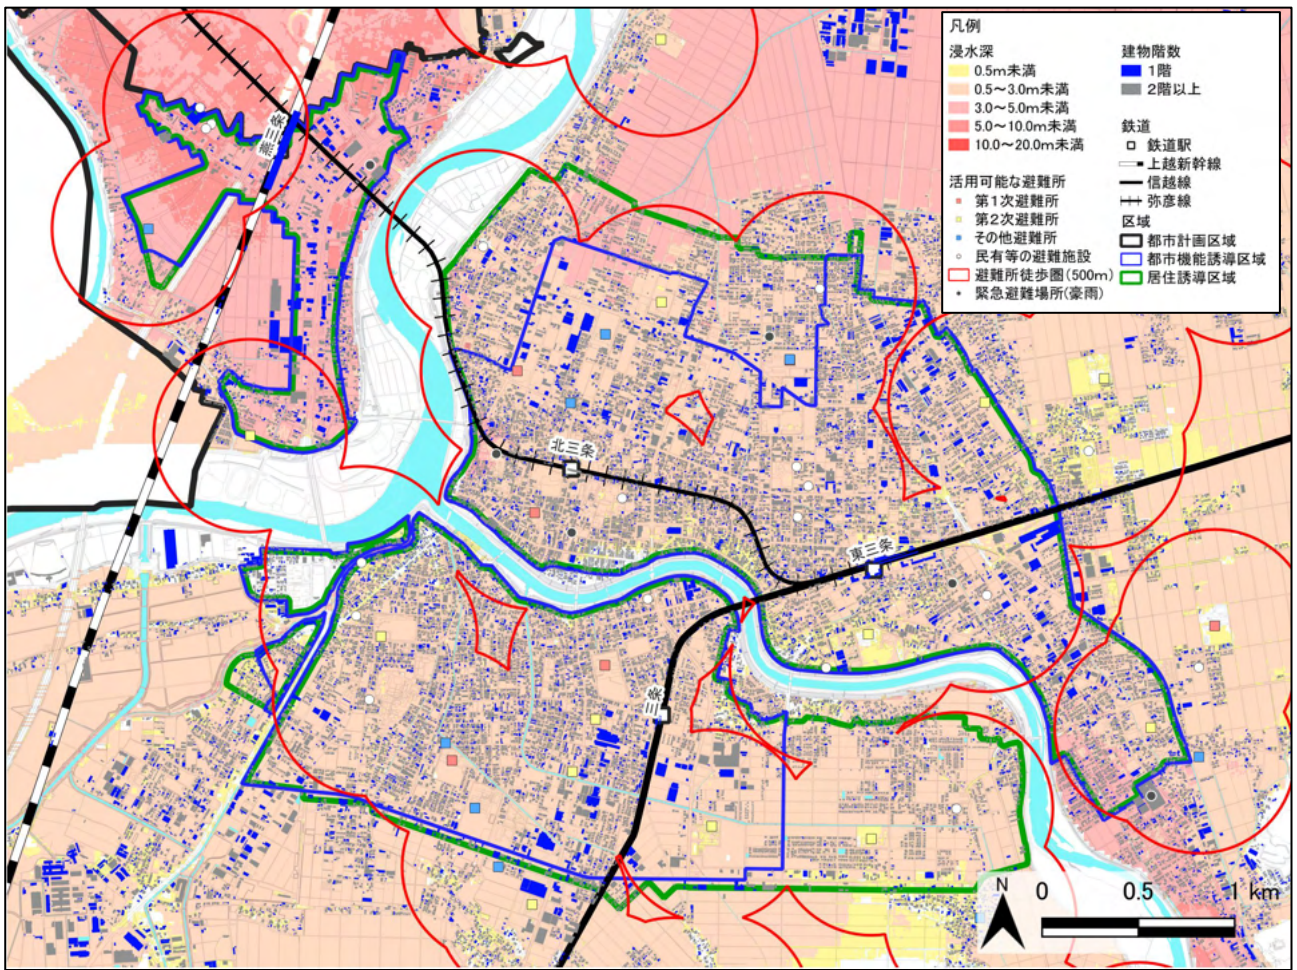 凡例
浸水深
0.5m未満
0.5～3.0m未満
3.0～5.0m未満
5.0～10.0m未満
10.0～20.0m未満
活用可能な避難所
第1次避難所
第2次避難所
その他避難所
民有等の避難施設
避難所徒歩圏(500m)
緊急避難場所(豪雨)
建物階数
1階
2階以上
鉄道
鉄道駅
上越新幹線
信越線
弥彦線
区域
都市計画区域
都市機能誘導区域
居住誘導区域
燕三条
北三条
東三条
三条
N
0 0.5 1 km